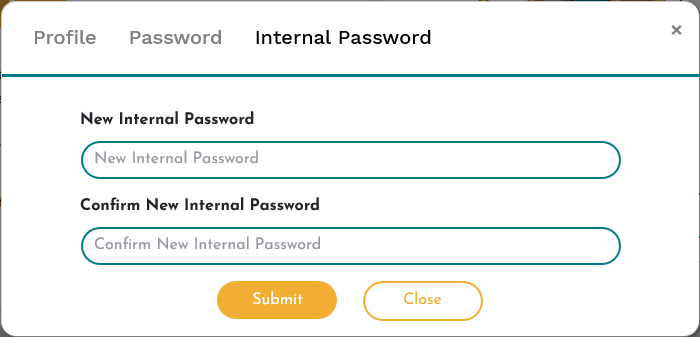 Profile Password Internal Password ×
New Internal Password
New Internal Password
Confirm New Internal Password
Confirm New Internal Password
Submit Close